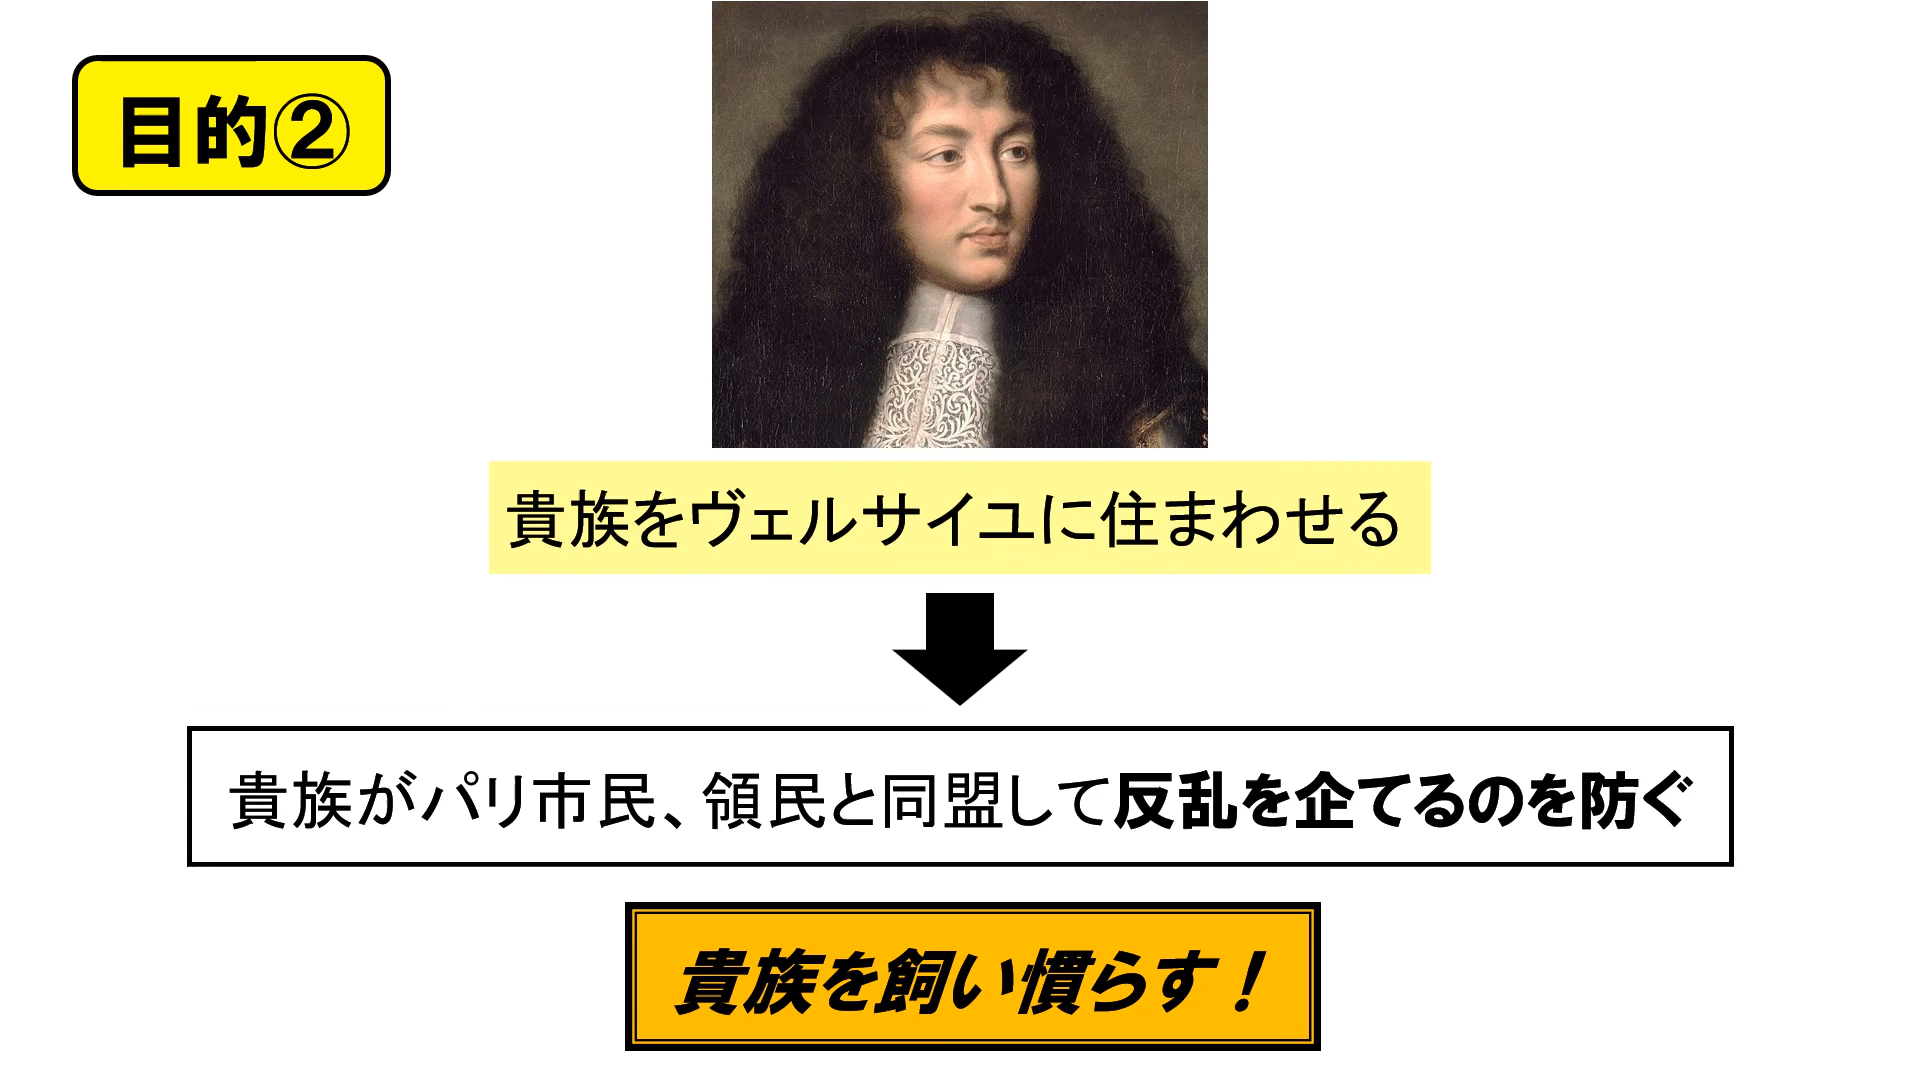 目的②
貴族をヴェルサイユに住まわせる
貴族がパリ市民、領民と同盟して反乱を企てるのを防ぐ
貴族を飼い慣らす！